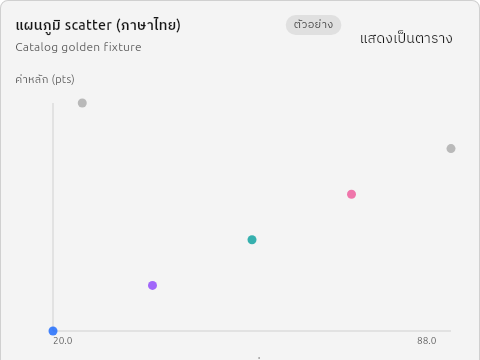 แผนภูมิ scatter (ภาษาไทย)
ตัวอย่าง
แสดงเป็นตาราง
Catalog golden fixture
ค่าหลัก (pts)
20.0
88.0